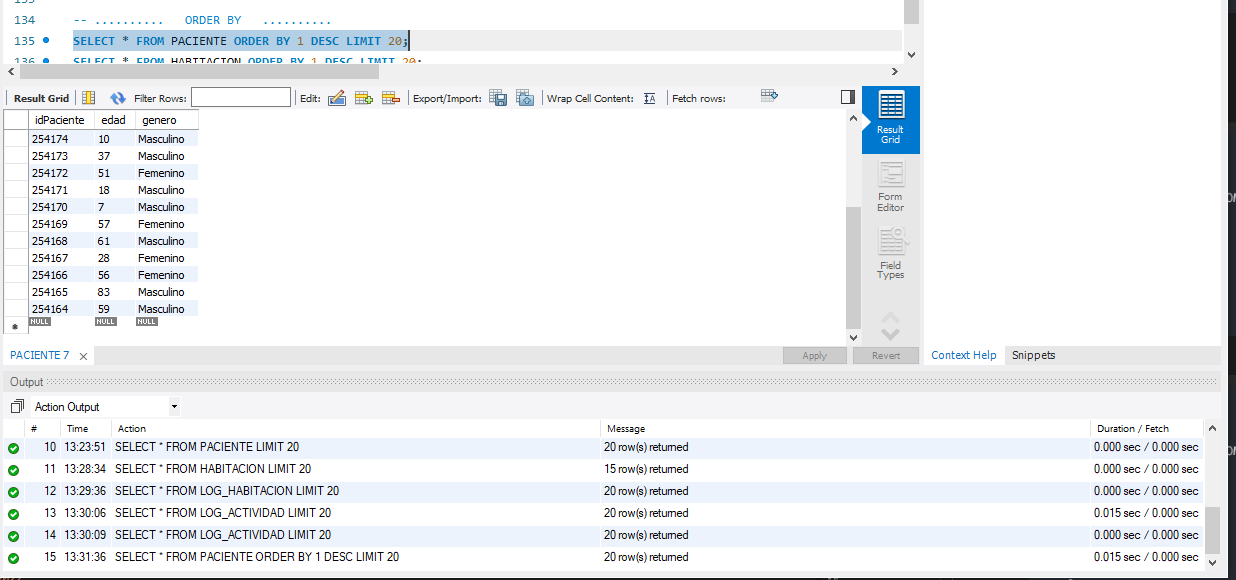 134 -- .......... ORDER BY ..........
135 SELECT * FROM PACIENTE ORDER BY 1 DESC LIMIT 20;
136 SELECT * FROM HABITACION ORDER BY 1 DESC LIMIT 20;
Result Grid Filter Rows: Edit: Export/Import: Wrap Cell Content: Fetch rows:
idPaciente edad genero
254174 10 Masculino
254173 37 Masculino
254172 51 Femenino
254171 18 Masculino
254170 7 Masculino
254169 57 Femenino
254168 61 Masculino
254167 28 Femenino
254166 56 Femenino
254165 83 Masculino
254164 59 Masculino
* NULL NULL NULL
Result
Grid
Form
Editor
Field
Types
PACIENTE 7 Apply Revert Context Help Snippets
Output
Action Output
# Time Action Message Duration / Fetch
10 13:23:51 SELECT * FROM PACIENTE LIMIT 20 20 row(s) returned 0.000 sec / 0.000 sec
11 13:28:34 SELECT * FROM HABITACION LIMIT 20 15 row(s) returned 0.000 sec / 0.000 sec
12 13:29:36 SELECT * FROM LOG_HABITACION LIMIT 20 20 row(s) returned 0.000 sec / 0.000 sec
13 13:30:06 SELECT * FROM LOG_ACTIVIDAD LIMIT 20 20 row(s) returned 0.015 sec / 0.000 sec
14 13:30:09 SELECT * FROM LOG_ACTIVIDAD LIMIT 20 20 row(s) returned 0.000 sec / 0.000 sec
15 13:31:36 SELECT * FROM PACIENTE ORDER BY 1 DESC LIMIT 20 20 row(s) returned 0.015 sec / 0.000 sec